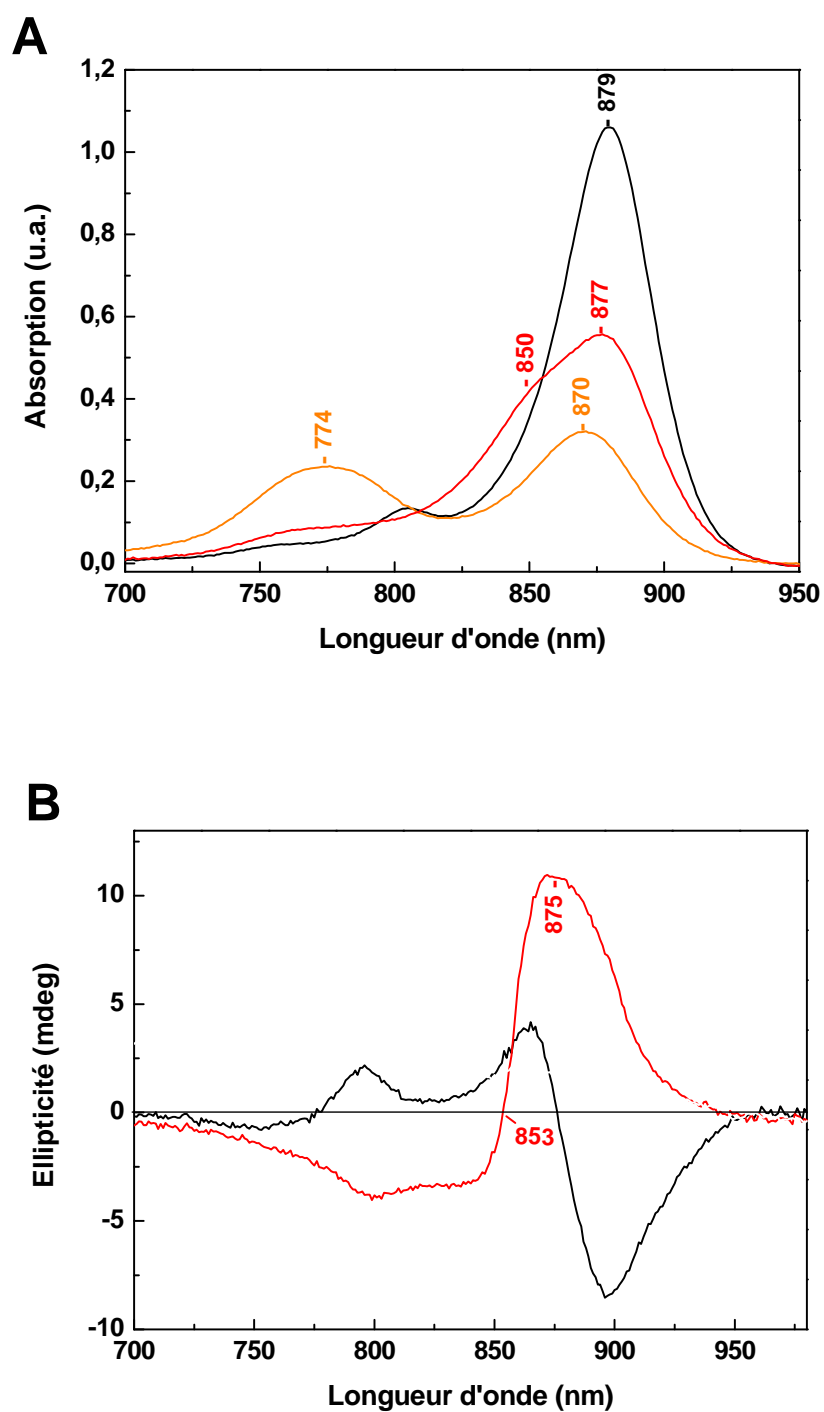 A
1,2
1,0
0,8
0,6
0,4
0,2
0,0
Absorption (u.a.)
879
877
850
870
774
700 750 800 850 900 950
Longueur d'onde (nm)
B
10
5
0
-5
-10
Ellipticité (mdeg)
875
853
700 750 800 850 900 950
Longueur d'onde (nm)